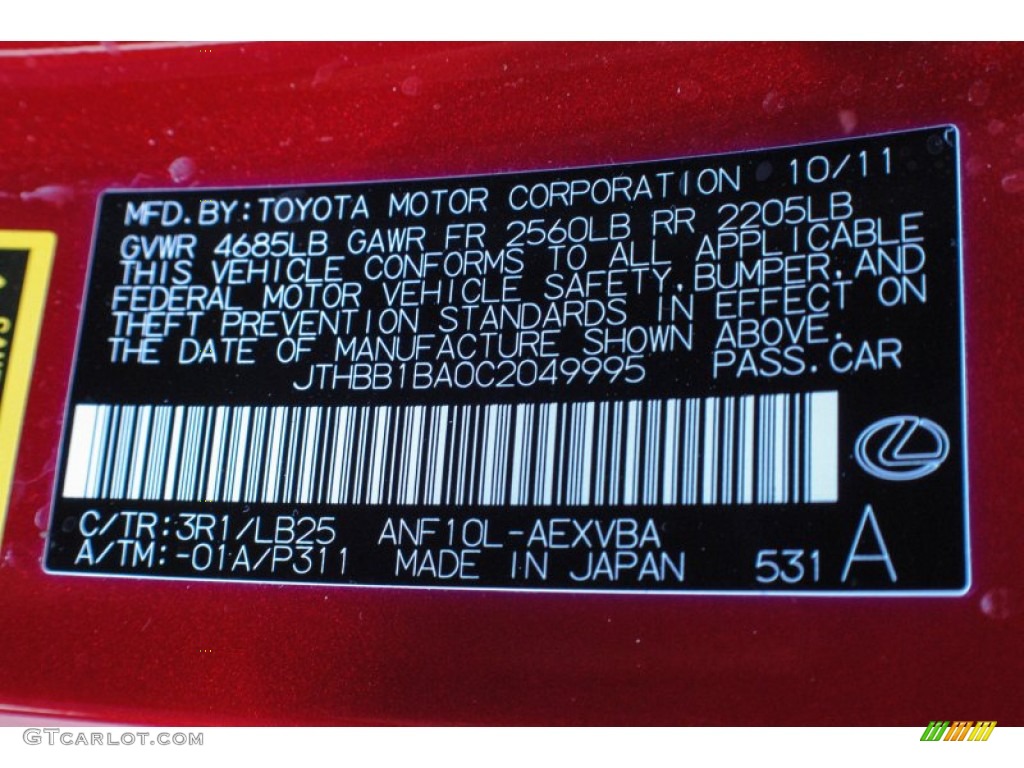 MFD.BY:TOYOTA MOTOR CORPORATION 10/11
GVWR 4685LB GAWR FR 2560LB RR 2205LB
THIS VEHICLE CONFORMS TO ALL APPLICABLE
FEDERAL MOTOR VEHICLE SAFETY,BUMPER,AND
THEFT PREVENTION STANDARDS IN EFFECT ON
THE DATE OF MANUFACTURE SHOWN ABOVE.
JTHBB1BA0C2049995 PASS.CAR
C/TR:3R1/LB25 ANF10L-AEXVBA
A/TM:-01A/P311 MADE IN JAPAN 531 A
GTCarlot.com